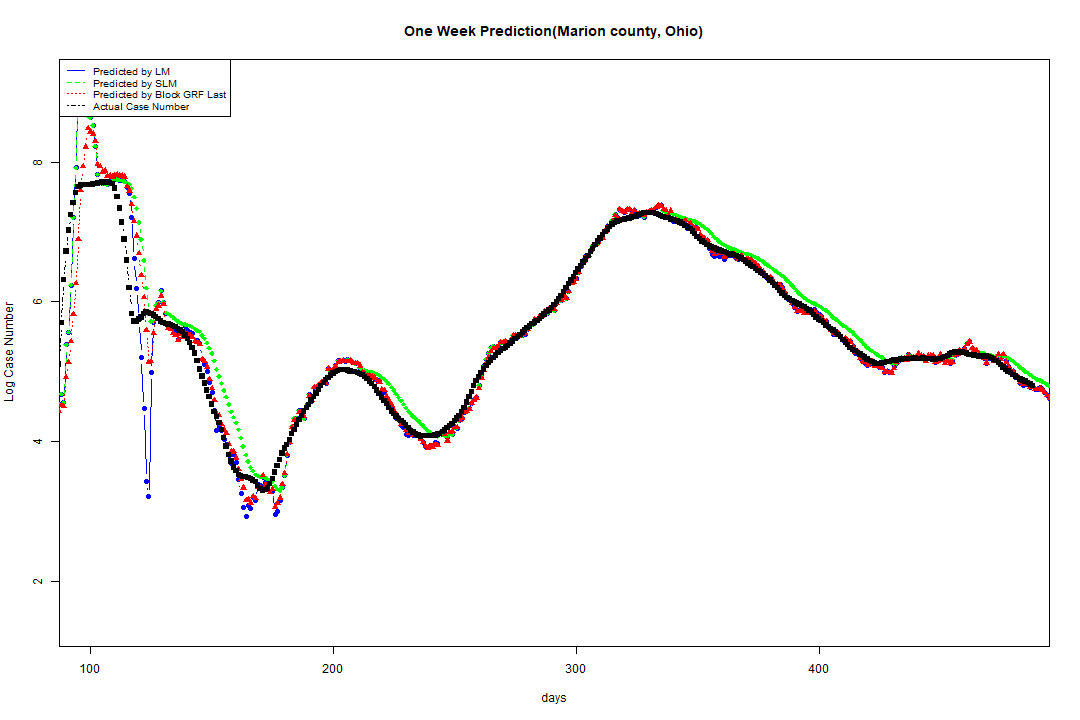 One Week Prediction(Marion county, Ohio)
Predicted by LM
Predicted by SLM
Predicted by Block GRF Last
Actual Case Number
8
6
4
2
Log Case Number
100 200 300 400
days